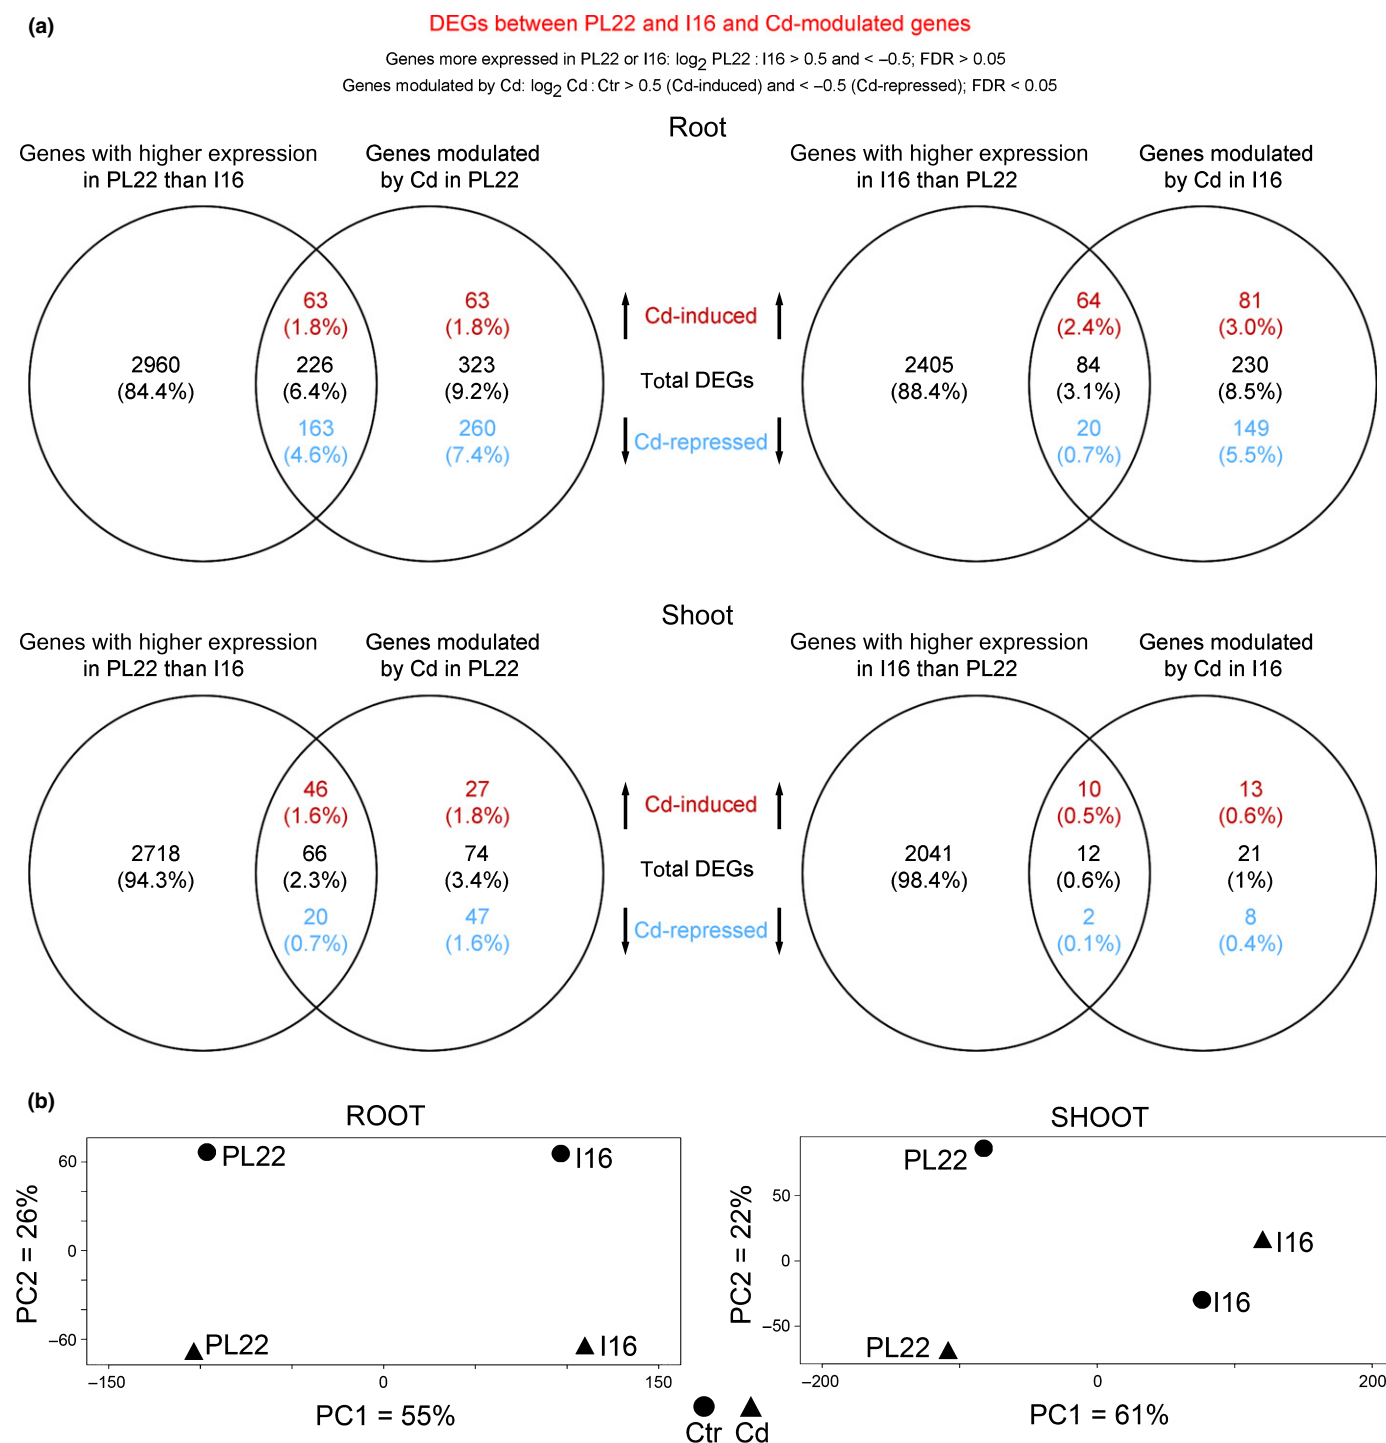 (a)
DEGs between PL22 and I16 and Cd-modulated genes
Genes more expressed in PL22 or I16: log2 PL22 : I16 > 0.5 and < –0.5; FDR > 0.05
Genes modulated by Cd: log2 Cd : Ctr > 0.5 (Cd-induced) and < –0.5 (Cd-repressed); FDR < 0.05
Root
Genes with higher expression
in PL22 than I16
Genes modulated
by Cd in PL22
Genes with higher expression
in I16 than PL22
Genes modulated
by Cd in I16
63
(1.8%)
63
(1.8%)
Cd-induced
64
(2.4%)
81
(3.0%)
2960
(84.4%)
226
(6.4%)
323
(9.2%)
Total DEGs
2405
(88.4%)
84
(3.1%)
230
(8.5%)
163
(4.6%)
260
(7.4%)
Cd-repressed
20
(0.7%)
149
(5.5%)
Shoot
Genes with higher expression
in PL22 than I16
Genes modulated
by Cd in PL22
Genes with higher expression
in I16 than PL22
Genes modulated
by Cd in I16
46
(1.6%)
27
(1.8%)
Cd-induced
10
(0.5%)
13
(0.6%)
2718
(94.3%)
66
(2.3%)
74
(3.4%)
Total DEGs
2041
(98.4%)
12
(0.6%)
21
(1%)
20
(0.7%)
47
(1.6%)
Cd-repressed
2
(0.1%)
8
(0.4%)
(b)
ROOT
PC2 = 26%
60
0
–60
PL22
I16
PL22
I16
–150
0
150
PC1 = 55%
SHOOT
PC2 = 22%
50
0
–50
PL22
I16
I16
PL22
–200
0
200
PC1 = 61%
Ctr
Cd